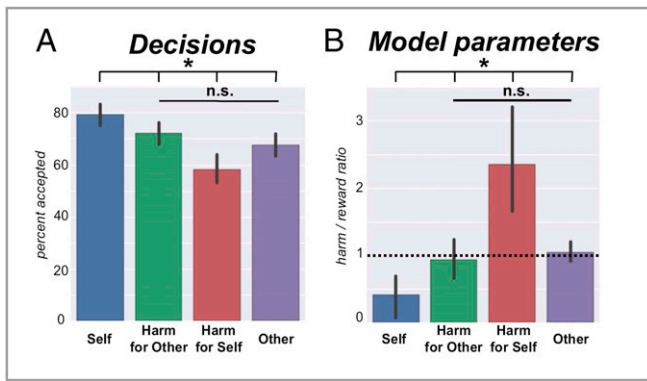 A Decisions
*
n.s.
percent accepted
80
60
40
20
0
Self
Harm
for Other
Harm
for Self
Other
B Model parameters
*
n.s.
harm / reward ratio
3
2
1
0
Self
Harm
for Other
Harm
for Self
Other